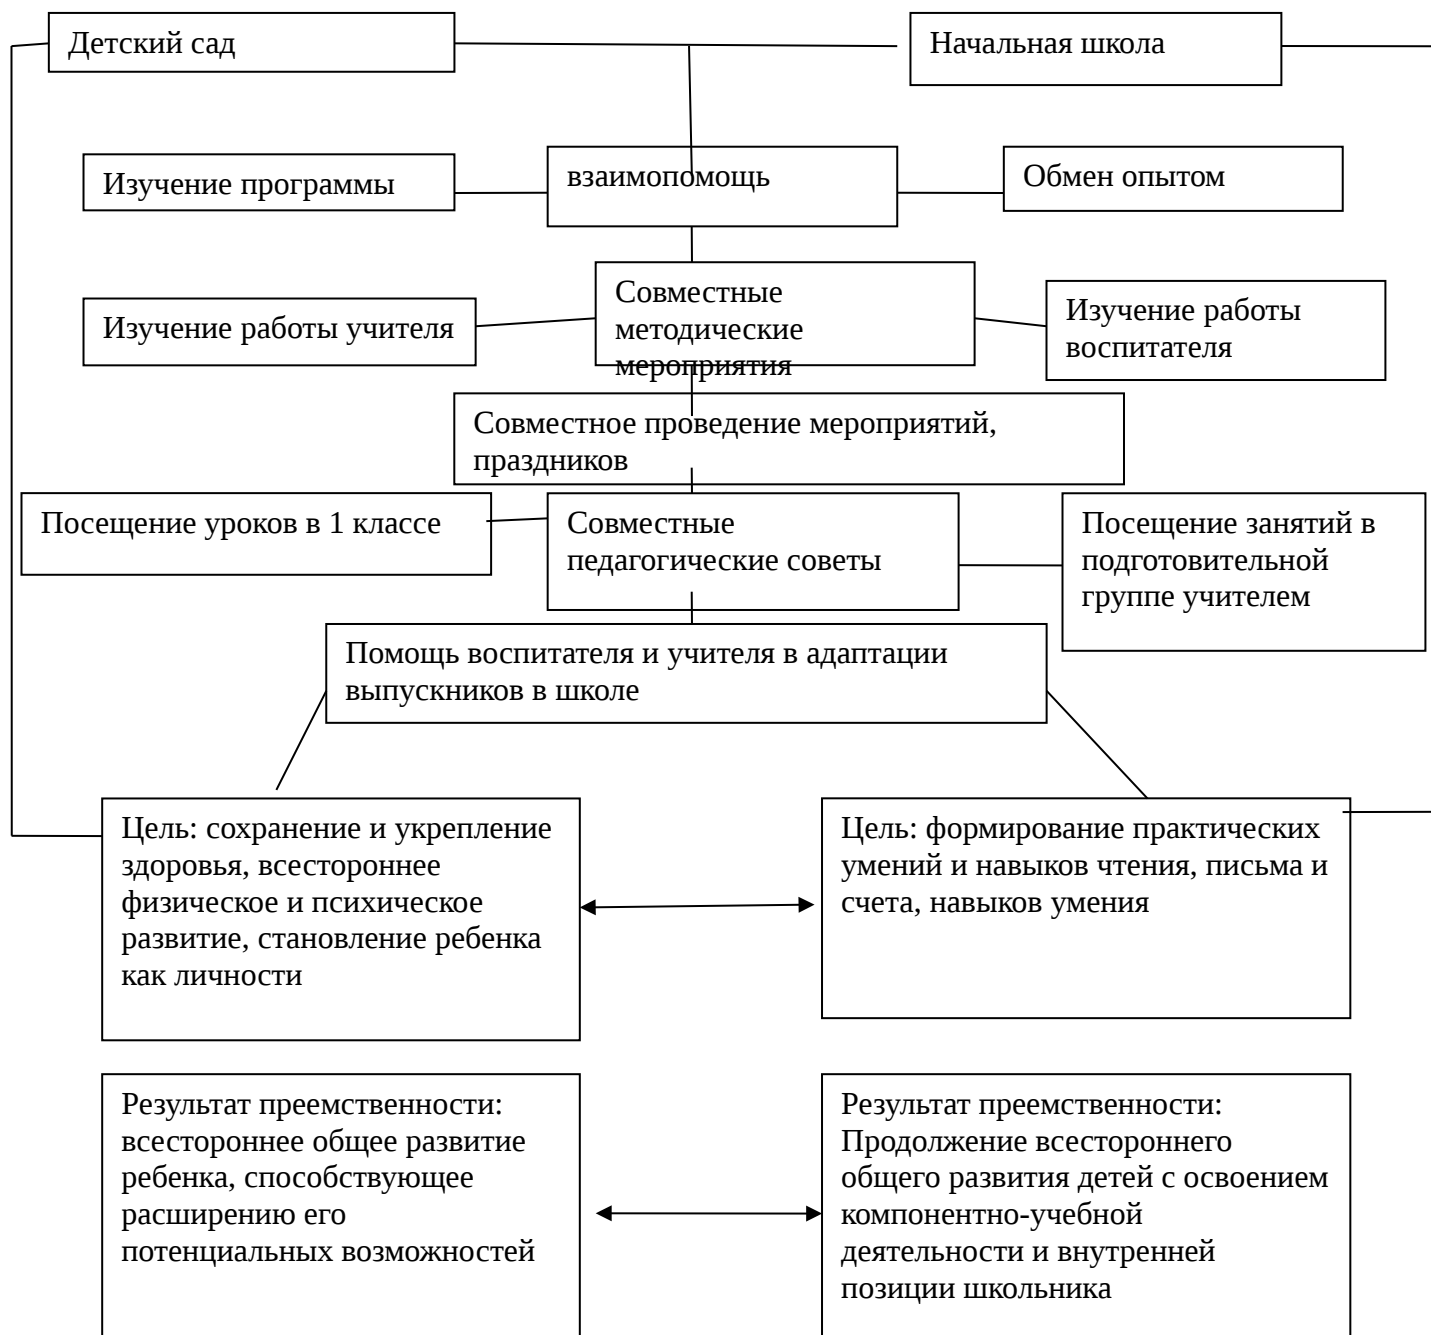 Детский сад
Начальная школа
Изучение программы
взаимопомощь
Обмен опытом
Изучение работы учителя
Совместные
методические
мероприятия
Изучение работы
воспитателя
Совместное проведение мероприятий,
праздников
Посещение уроков в 1 классе
Совместные
педагогические советы
Посещение занятий в
подготовительной
группе учителем
Помощь воспитателя и учителя в адаптации
выпускников в школе
Цель: сохранение и укрепление
здоровья, всестороннее
физическое и психическое
развитие, становление ребенка
как личности
Цель: формирование практических
умений и навыков чтения, письма и
счета, навыков умения
Результат преемственности:
всестороннее общее развитие
ребенка, способствующее
расширению его
потенциальных возможностей
Результат преемственности:
Продолжение всестороннего
общего развития детей с освоением
компонентно-учебной
деятельности и внутренней
позиции школьника